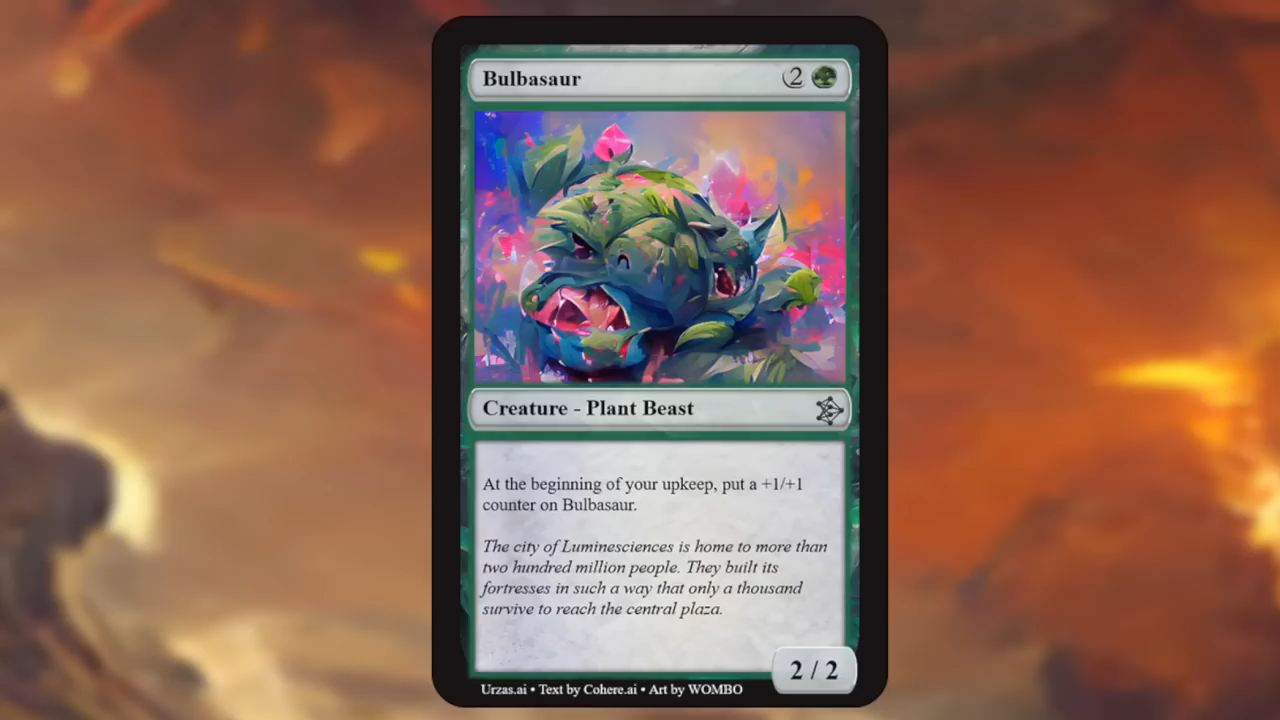 Bulbasaur 2
Creature - Plant Beast
At the beginning of your upkeep, put a +1/+1
counter on Bulbasaur.
The city of Luminesciences is home to more than
two hundred million people. They built its
fortresses in such a way that only a thousand
survive to reach the central plaza.
2 / 2
Urzas.ai • Text by Cohere.ai • Art by WOMBO